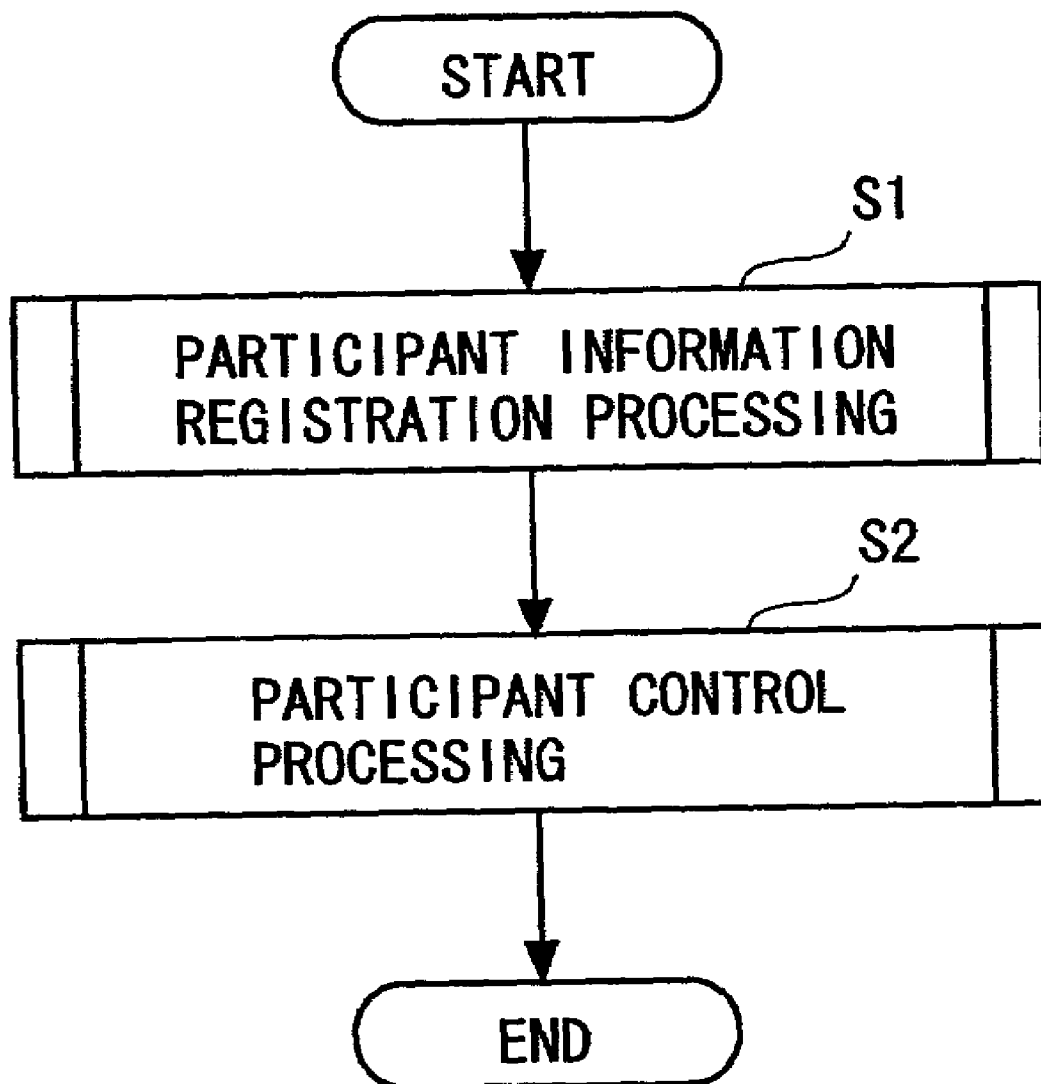 START
S1
PARTICIPANT INFORMATION
REGISTRATION PROCESSING
S2
PARTICIPANT CONTROL
PROCESSING
END